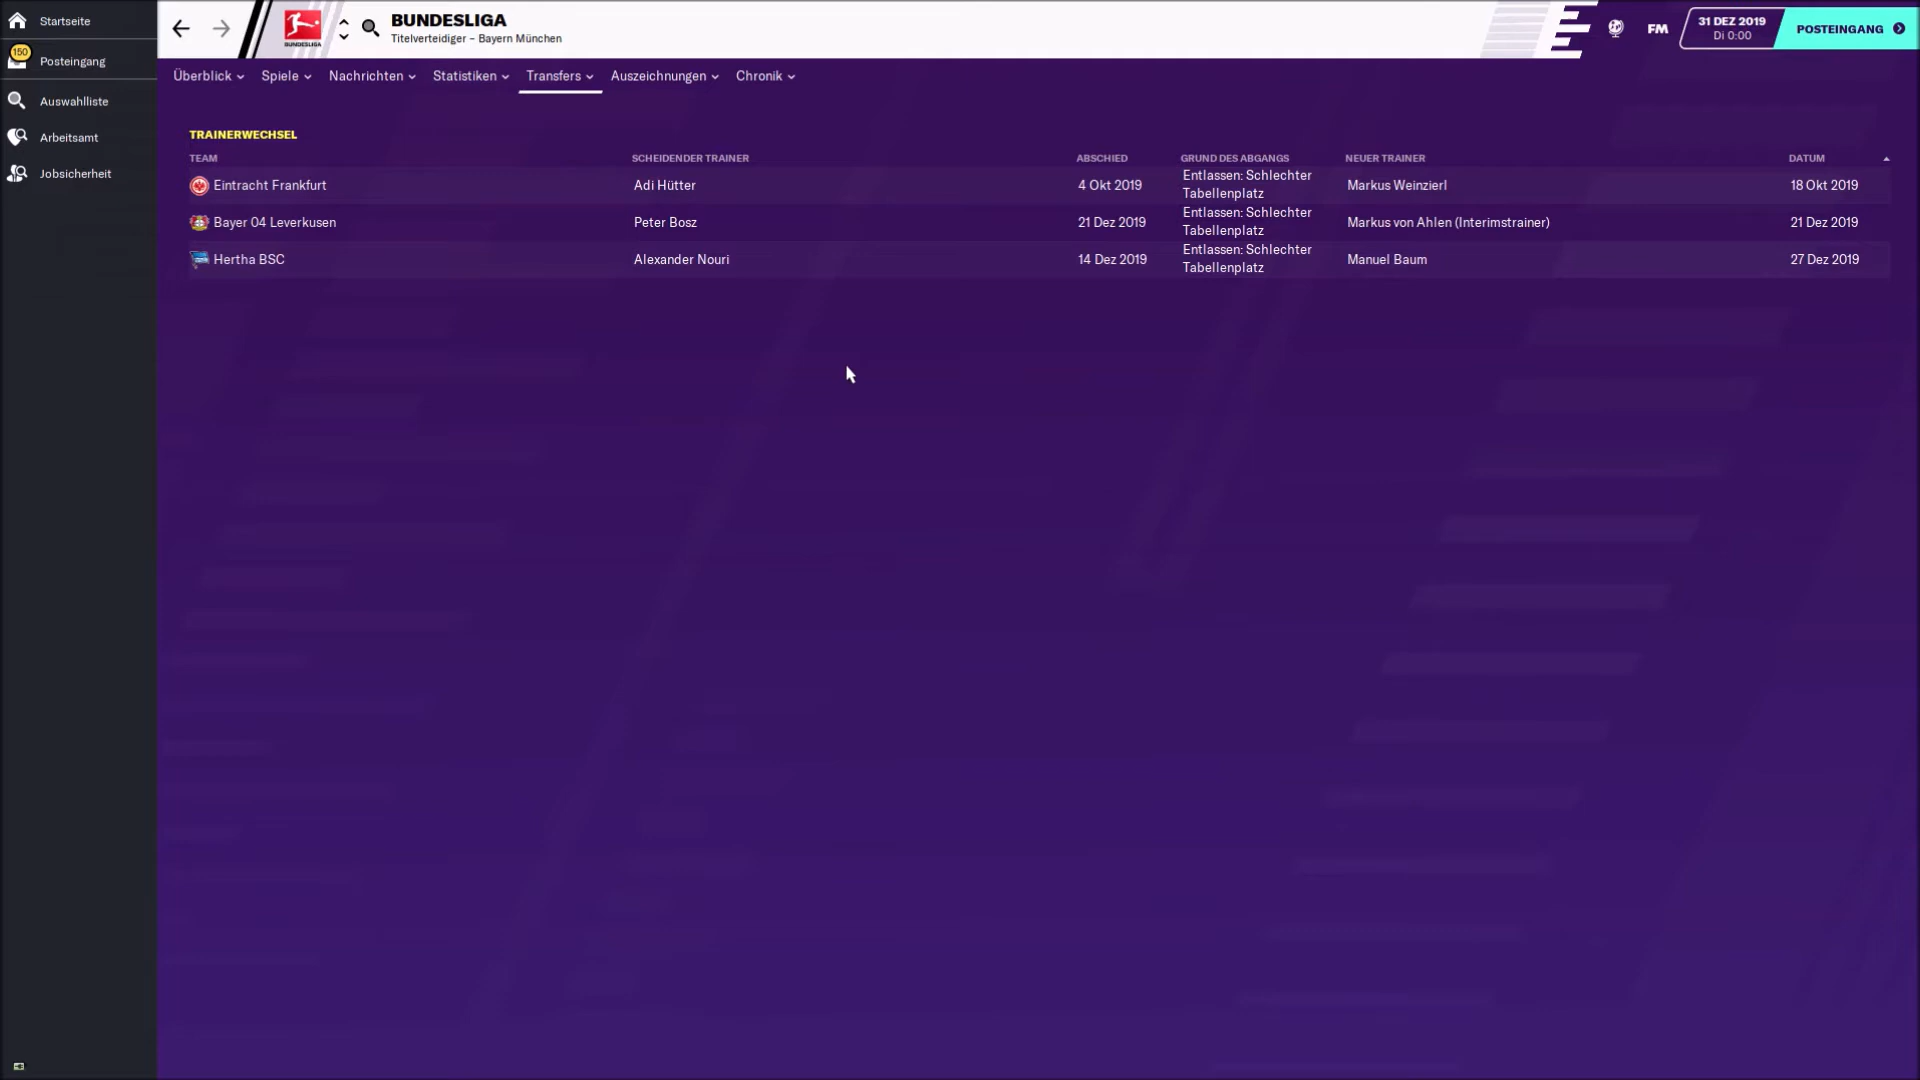 Startseite
150
Posteingang
Auswahlliste
Arbeitsamt
Jobsicherheit
BUNDESLIGA
BUNDESLIGA
Titelverteidiger – Bayern München
FM
31 DEZ 2019
Di 0:00
POSTEINGANG
Überblick Spiele Nachrichten Statistiken Transfers Auszeichnungen Chronik
TRAINERWECHSEL
TEAM SCHEIDENDER TRAINER ABSCHIED GRUND DES ABGANGS NEUER TRAINER DATUM
Eintracht Frankfurt Adi Hütter 4 Okt 2019 Entlassen: Schlechter Tabellenplatz Markus Weinzierl 18 Okt 2019
Bayer 04 Leverkusen Peter Bosz 21 Dez 2019 Entlassen: Schlechter Tabellenplatz Markus von Ahlen (Interimstrainer) 21 Dez 2019
Hertha BSC Alexander Nouri 14 Dez 2019 Entlassen: Schlechter Tabellenplatz Manuel Baum 27 Dez 2019